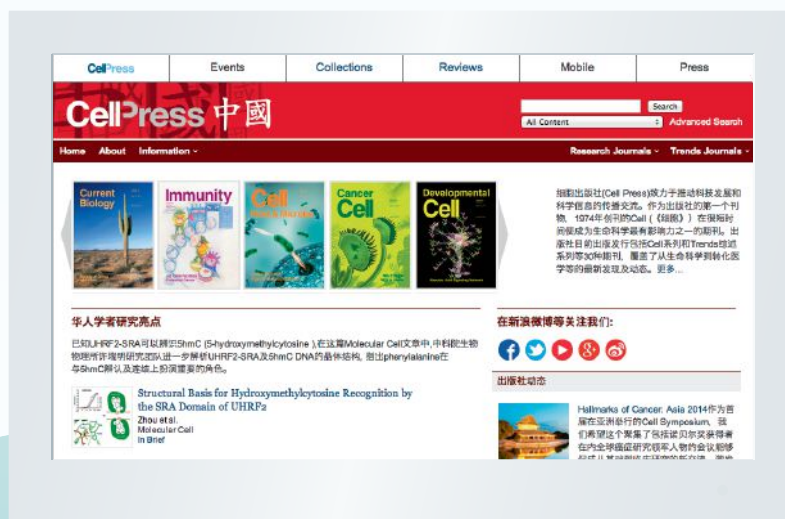 CellPress
Events
Collections
Reviews
Mobile
Press
CellPress 中國
Search
All Content
Advanced Search
Home About Information
Research Journals Trends Journals
Current Biology
Immunity
Cell
Cancer Cell
Developmental Cell
细胞出版社(Cell Press)致力于推动科技发展和
科学信息的传播交流。作为出版社的第一个刊
物, 1974年创刊的Cell (《细胞》) 在很短时
间便成为生命科学最有影响力之一的期刊。出
版社目前出版发行包括Cell系列和Trends综述
系列等30种期刊, 覆盖了从生命科学到转化医
学等的最新发现及动态。更多...
华人学者研究亮点
已知UHRF2-SRA可以辨识5hmC (5-hydroxymethylcytosine ),在这篇Molecular Cell文章中,中科院生物
物理所许瑞明研究团队进一步解析UHRF2-SRA及5hmC DNA的晶体结构, 指出phenylalanine在
与5hmC辨认及连结上扮演重要的角色。
Structural Basis for Hydroxymethylcytosine Recognition by
the SRA Domain of UHRF2
Zhou et al.
Molecular Cell
In Brief
在新浪微博等关注我们:
出版社动态
Hallmarks of Cancer: Asia 2014作为首
届在亚洲举行的Cell Symposium, 我
们希望这个聚集了包括诺贝尔奖获得者
在内全球癌症研究领军人物的会议能够